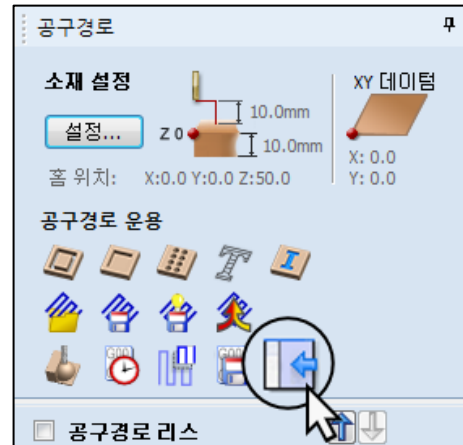 공구경로
소재 설정
XY 데이텀
10.0mm
설정...
Z 0
10.0mm
X: 0.0
Y: 0.0
홈 위치: X:0.0 Y:0.0 Z:50.0
공구경로 운용
G00
공구경로 리스